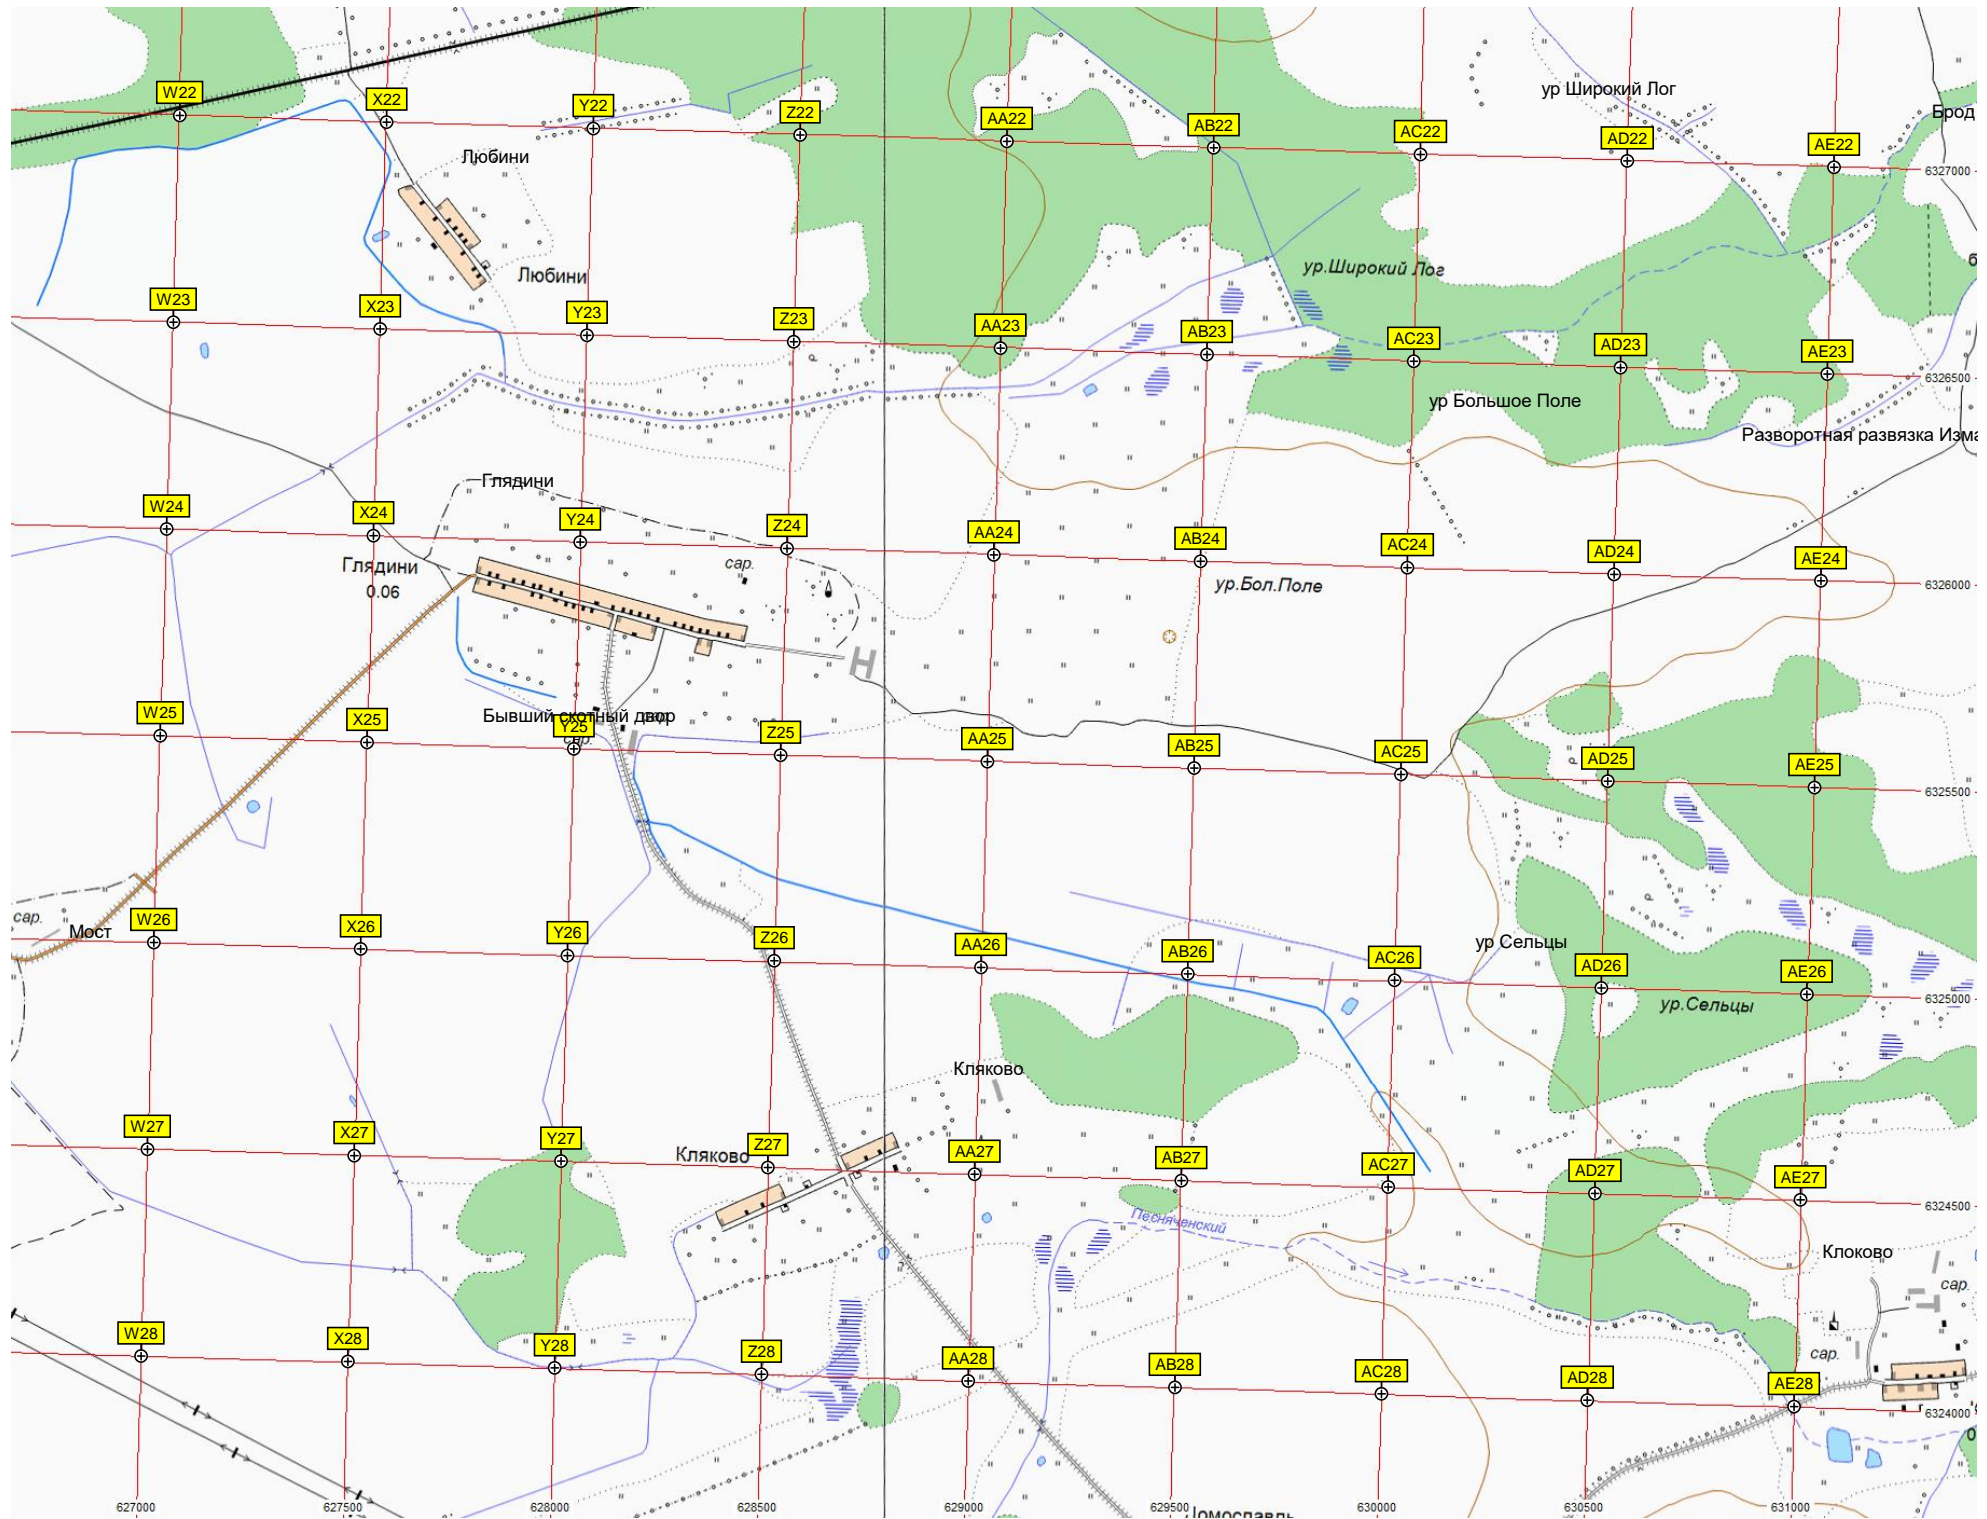 ур Широкий Лог
W22
X22
Y22
Z22
AA22
AB22
AC22
AD22
AE22
Брод
6327000
Любини
ур.Широкий Лог
Любини
W23
X23
Y23
Z23
AA23
AB23
AC23
AD23
AE23
6326500
ур Большое Поле
Разворотная развязка Изма
Глядини
W24
X24
Y24
Z24
AA24
AB24
AC24
AD24
AE24
6326000
Глядини
0.06
сар.
ур.Бол.Поле
Бывший скотный двор
сар.
W25
X25
Y25
Z25
AA25
AB25
AC25
AD25
AE25
6325500
сар.
W26
X26
Y26
Z26
AA26
AB26
AC26
AD26
AE26
6325000
Мост
ур Сельцы
ур.Сельцы
Кляково
W27
X27
Y27
Z27
AA27
AB27
AC27
AD27
AE27
6324500
Кляково
Песняченский
Клоково
сар.
сар.
W28
X28
Y28
Z28
AA28
AB28
AC28
AD28
AE28
6324000
627000
627500
628000
628500
629000
629500
630000
630500
631000